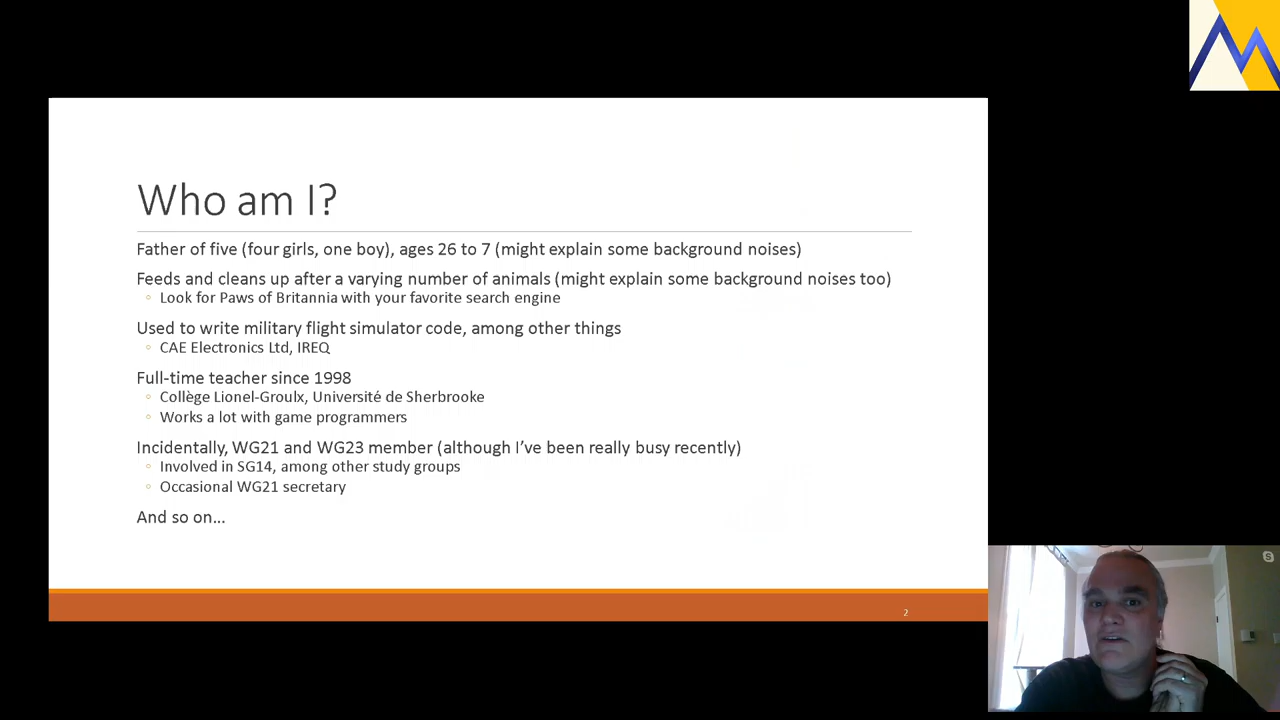 Who am I?
Father of five (four girls, one boy), ages 26 to 7 (might explain some background noises)
Feeds and cleans up after a varying number of animals (might explain some background noises too)
◦ Look for Paws of Britannia with your favorite search engine
Used to write military flight simulator code, among other things
◦ CAE Electronics Ltd, IREQ
Full-time teacher since 1998
◦ Collège Lionel-Groulx, Université de Sherbrooke
◦ Works a lot with game programmers
Incidentally, WG21 and WG23 member (although I’ve been really busy recently)
◦ Involved in SG14, among other study groups
◦ Occasional WG21 secretary
And so on…
2